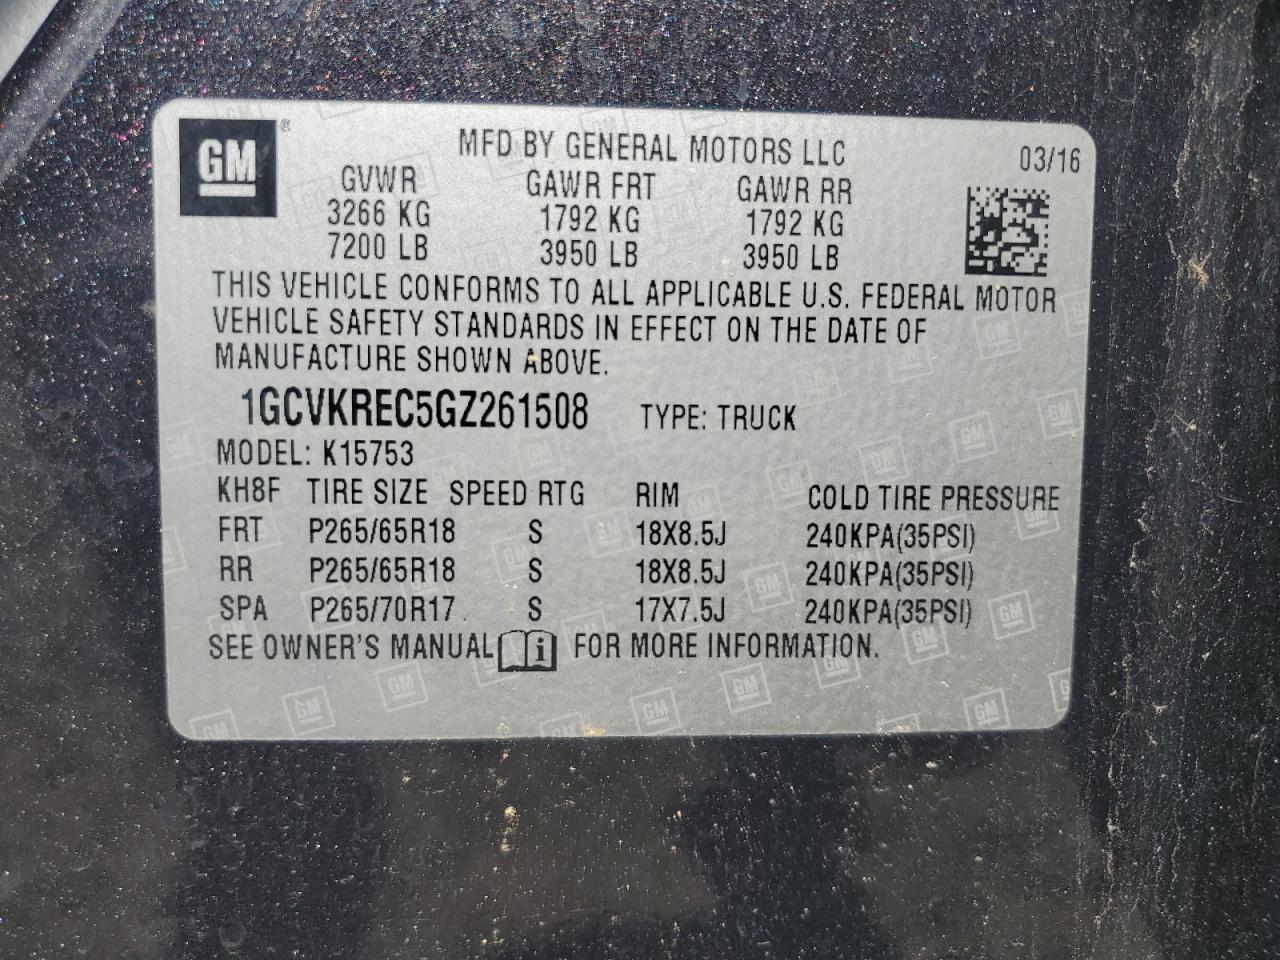 GM
MFD BY GENERAL MOTORS LLC
03/16
GVWR GAWR FRT GAWR RR
3266 KG 1792 KG 1792 KG
7200 LB 3950 LB 3950 LB
THIS VEHICLE CONFORMS TO ALL APPLICABLE U.S. FEDERAL MOTOR
VEHICLE SAFETY STANDARDS IN EFFECT ON THE DATE OF
MANUFACTURE SHOWN ABOVE.
1GCVKREC5GZ261508 TYPE: TRUCK
MODEL: K15753
KH8F TIRE SIZE SPEED RTG RIM COLD TIRE PRESSURE
FRT P265/65R18 S 18X8.5J 240KPA(35PSI)
RR P265/65R18 S 18X8.5J 240KPA(35PSI)
SPA P265/70R17 S 17X7.5J 240KPA(35PSI)
SEE OWNER'S MANUAL i FOR MORE INFORMATION.